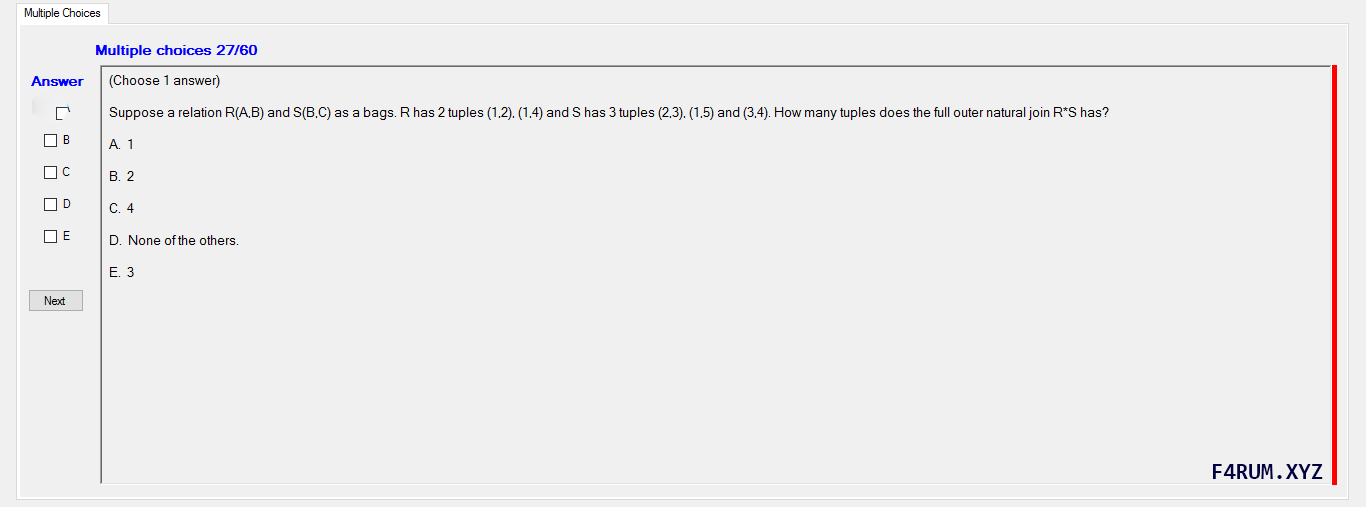 Multiple Choices
Multiple choices 27/60
Answer
(Choose 1 answer)
Suppose a relation R(A,B) and S(B,C) as a bags. R has 2 tuples (1,2), (1,4) and S has 3 tuples (2,3), (1,5) and (3,4). How many tuples does the full outer natural join R*S has?
B
A. 1
C
B. 2
D
C. 4
E
D. None of the others.
E. 3
Next
F4RUM.XYZ